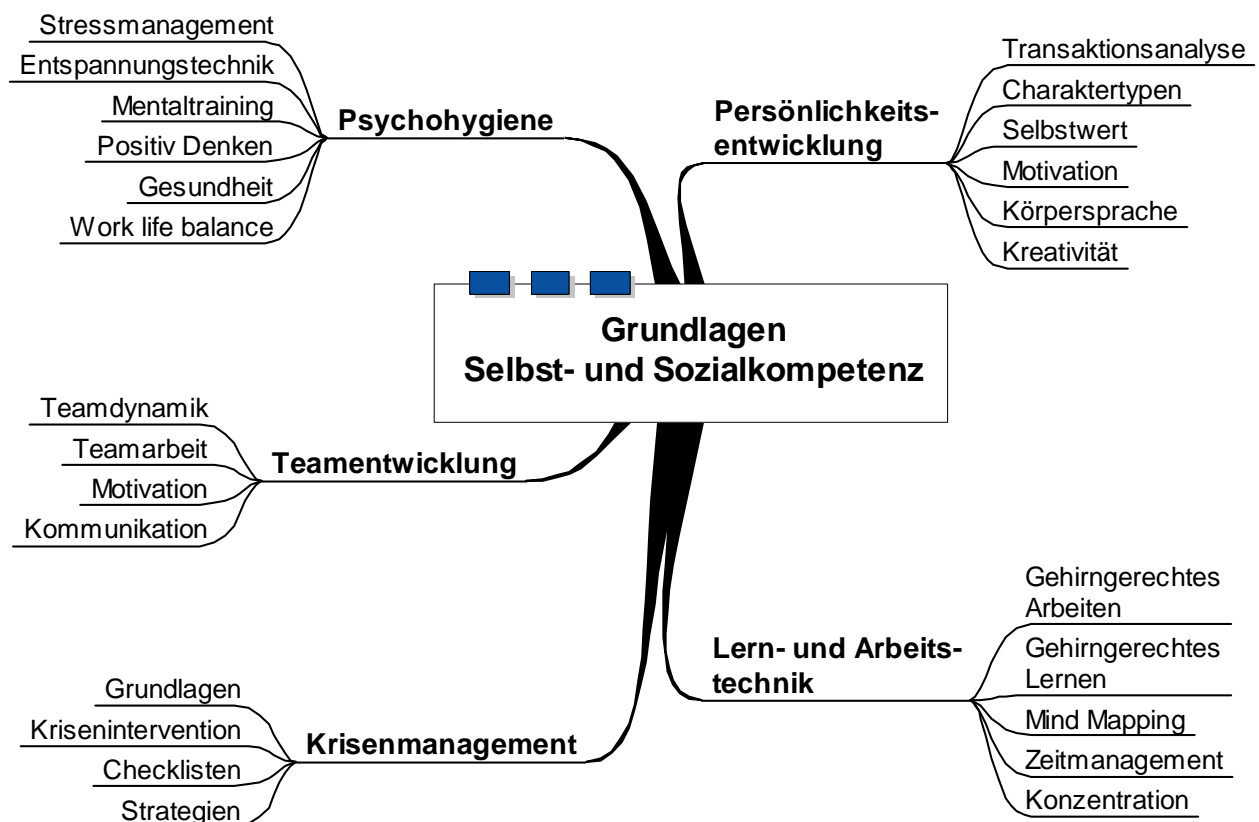 Stressmanagement
Entspannungstechnik
Mentaltraining
Positiv Denken
Gesundheit
Work life balance
Psychohygiene
Persönlichkeits-
entwicklung
Transaktionsanalyse
Charaktertypen
Selbstwert
Motivation
Körpersprache
Kreativität
Grundlagen
Selbst- und Sozialkompetenz
Teamdynamik
Teamarbeit
Motivation
Kommunikation
Teamentwicklung
Lern- und Arbeits-
technik
Gehirngerechtes
Arbeiten
Gehirngerechtes
Lernen
Mind Mapping
Zeitmanagement
Konzentration
Grundlagen
Krisenintervention
Checklisten
Strategien
Krisenmanagement